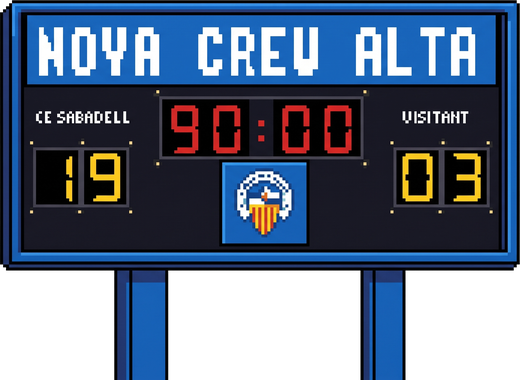 NOVA CREU ALTA
CE SABADELL
90:00
VISITANT
19
03